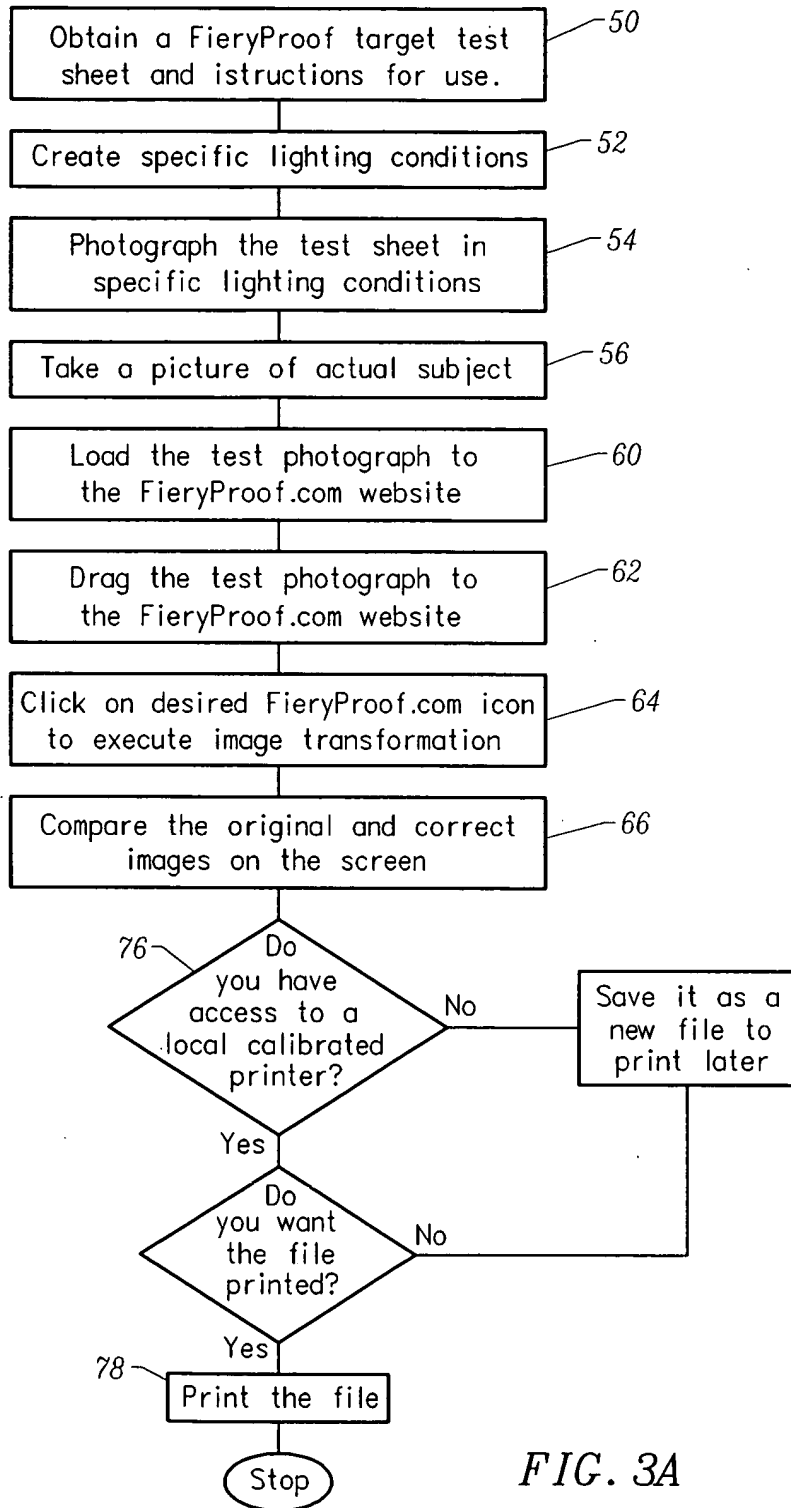 Obtain a FieryProof target test
sheet and istructions for use.
50
Create specific lighting conditions
52
Photograph the test sheet in
specific lighting conditions
54
Take a picture of actual subject
56
Load the test photograph to
the FieryProof.com website
60
Drag the test photograph to
the FieryProof.com website
62
Click on desired FieryProof.com icon
to execute image transformation
64
Compare the original and correct
images on the screen
66
76
Do
you have
access to a
local calibrated
printer?
No
Save it as a
new file to
print later
Yes
Do
you want
the file
printed?
No
Yes
78
Print the file
Stop
FIG. 3A